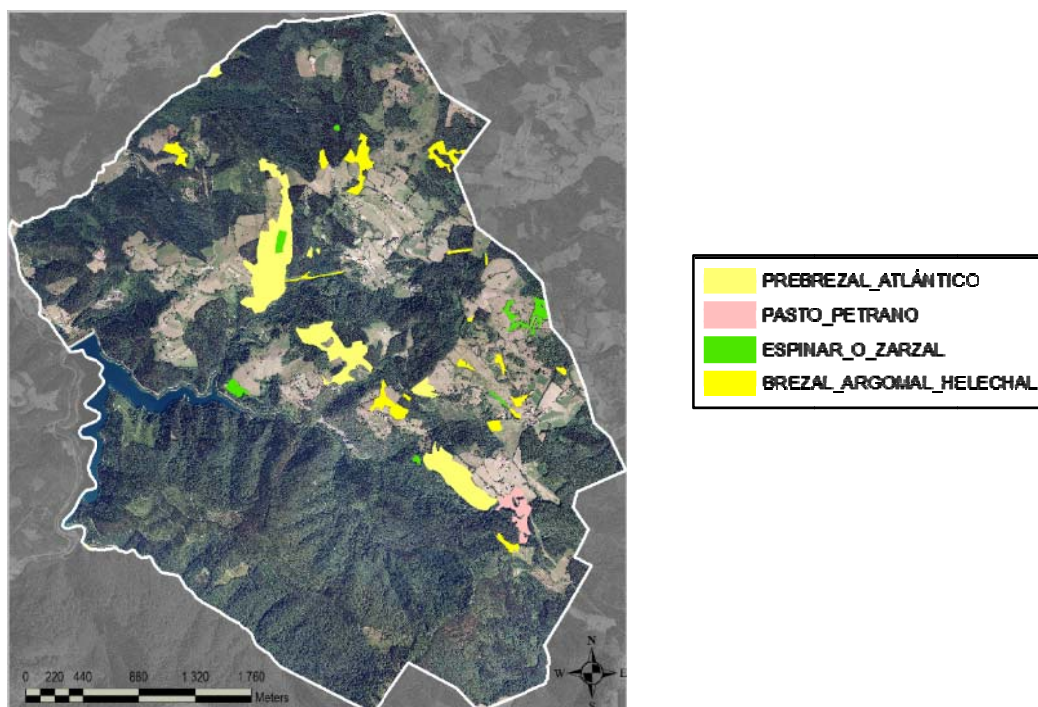 PREBREZAL_ATLÁNTICO
PASTO_PETRANO
ESPINAR_O_ZARZAL
BREZAL_ARGOMAL_HELECHAL
N
W E
S
0 220 440 880 1.320 1.760
Meters